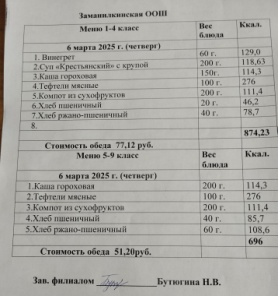 Заманилкинская ООШ
Меню 1-4 класс Вес блюда Ккал.
6 марта 2025 г. (четверг)
1. Винегрет 60 г. 129,0
2.Суп «Крестьянский» с крупой 200 г. 118,63
3.Каша гороховая 150г. 114,3
4.Тефтели мясные 100 г. 276
5.Компот из сухофруктов 200 г. 111,4
6.Хлеб пшеничный 20 г. 46,2
7.Хлеб ржано-пшеничный 40 г. 78,7
8.
874,23
Стоимость обеда 77,12 руб.
Меню 5-9 класс Вес блюда Ккал.
6 марта 2025 г. (четверг)
1.Каша гороховая 200 г. 114,3
2.Тефтели мясные 100 г. 276
3.Компот из сухофруктов 200 г. 111,4
4.Хлеб пшеничный 40 г. 85,7
5.Хлеб ржано-пшеничный 60 г. 108,6
696
Стоимость обеда 51,20руб.
Зав. филиалом Бутюгина Н.В.